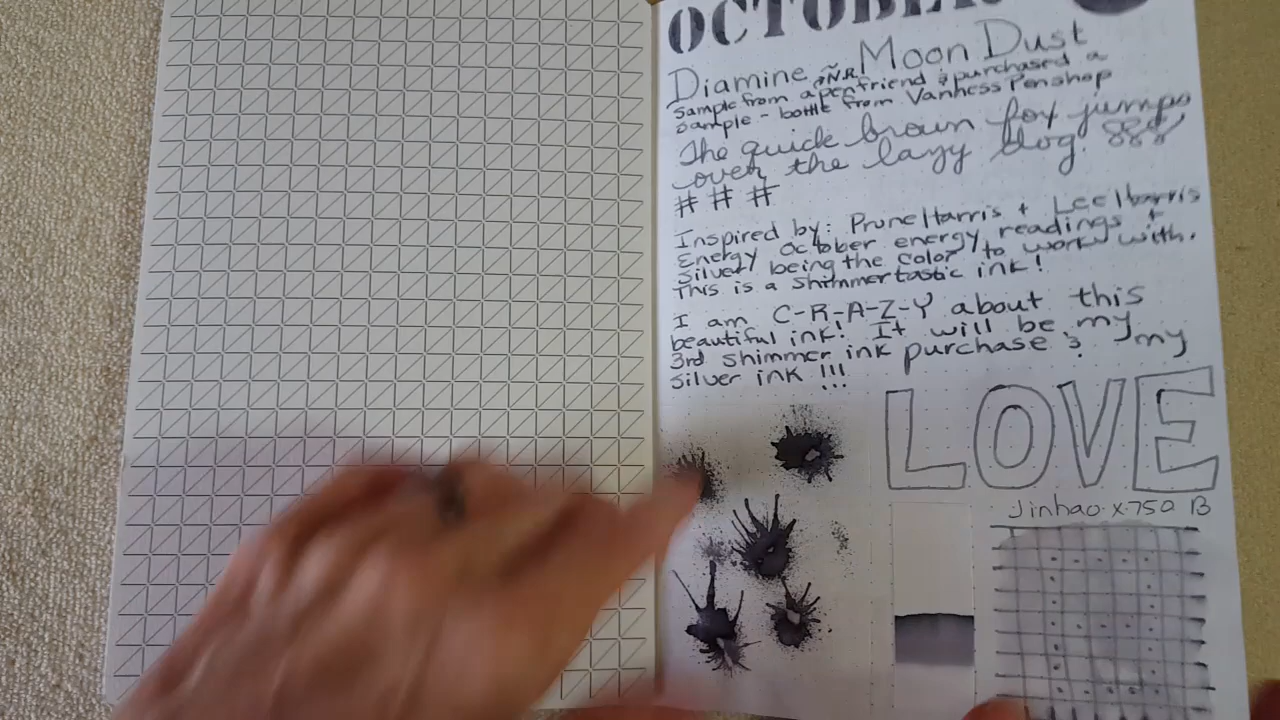 OCTOBER
Diamine Moon Dust
sample from a penfriend & purchased a
sample - bottle from Vanness Penshop
The quick brown fox jumps
over the lazy dog. 888
# # #
Inspired by: Prune Harris + Lee Harris
Energy October energy readings +
silver being the color to work with.
This is a shimmertastic ink!
I am C-R-A-Z-Y about this
beautiful ink! It will be my
3rd shimmer ink purchase & my
silver ink !!!
LOVE
Jinhao·X·750 B